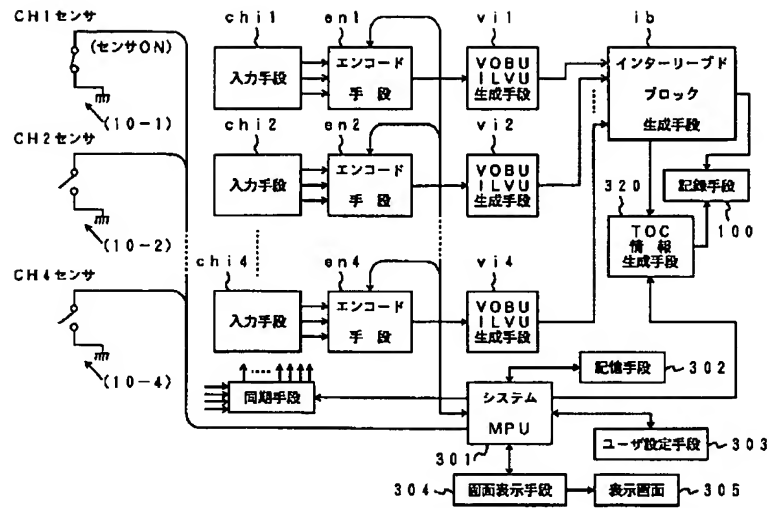 CH1センサ
(センサON)
(10-1)
CH2センサ
(10-2)
CH4センサ
(10-4)
chi1
入力手段
en1
エンコード
手段
vi1
VOBU
ILVU
生成手段
ib
インターリーブド
ブロック
生成手段
chi2
入力手段
en2
エンコード
手段
vi2
VOBU
ILVU
生成手段
320
TOC
情報
生成手段
記録手段
100
chi4
入力手段
en4
エンコード
手段
vi4
VOBU
ILVU
生成手段
同期手段
システム
MPU
301
記憶手段
302
ユーザ設定手段
303
304
画面表示手段
表示画面
305